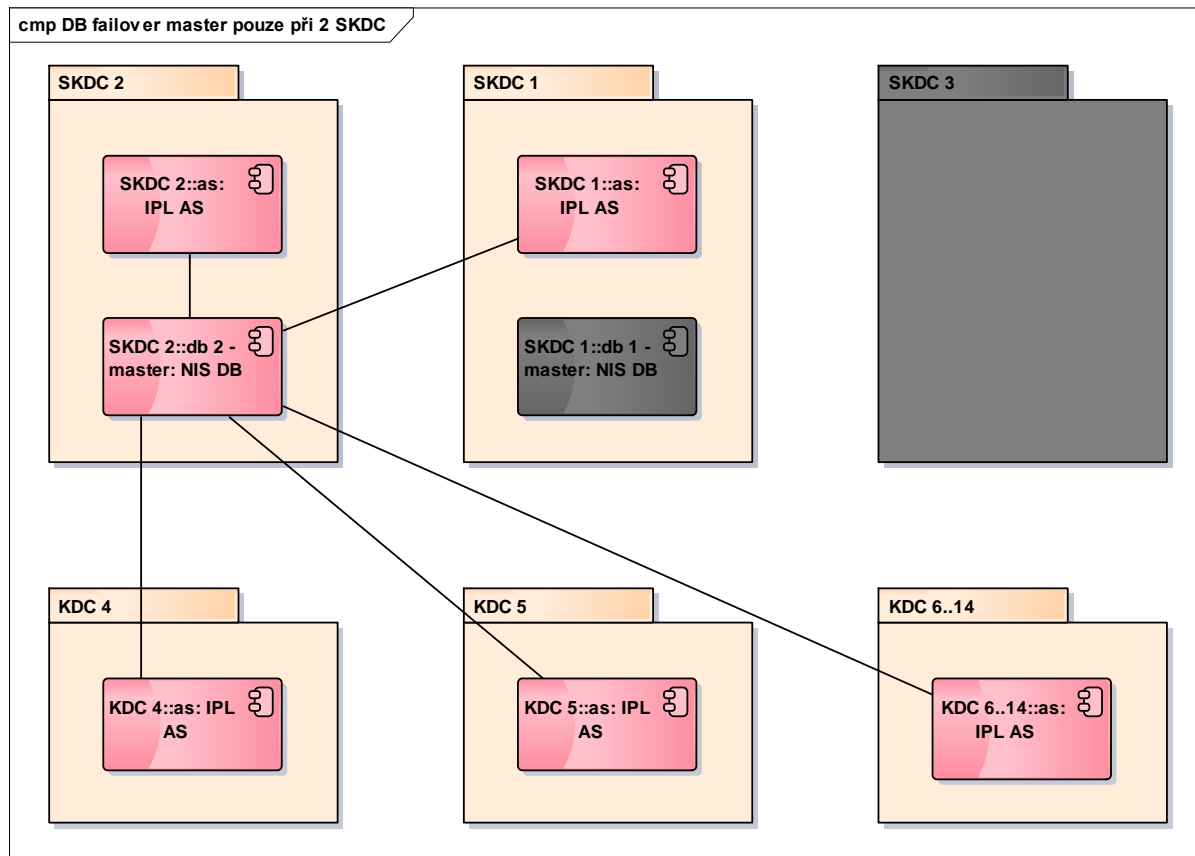 cmp DB failover master pouze při 2 SKDC
SKDC 2
SKDC 1
SKDC 3
SKDC 2::as:
IPL AS
SKDC 1::as:
IPL AS
SKDC 2::db 2 -
master: NIS DB
SKDC 1::db 1 -
master: NIS DB
KDC 4
KDC 5
KDC 6..14
KDC 4::as: IPL
AS
KDC 5::as: IPL
AS
KDC 6..14::as:
IPL AS